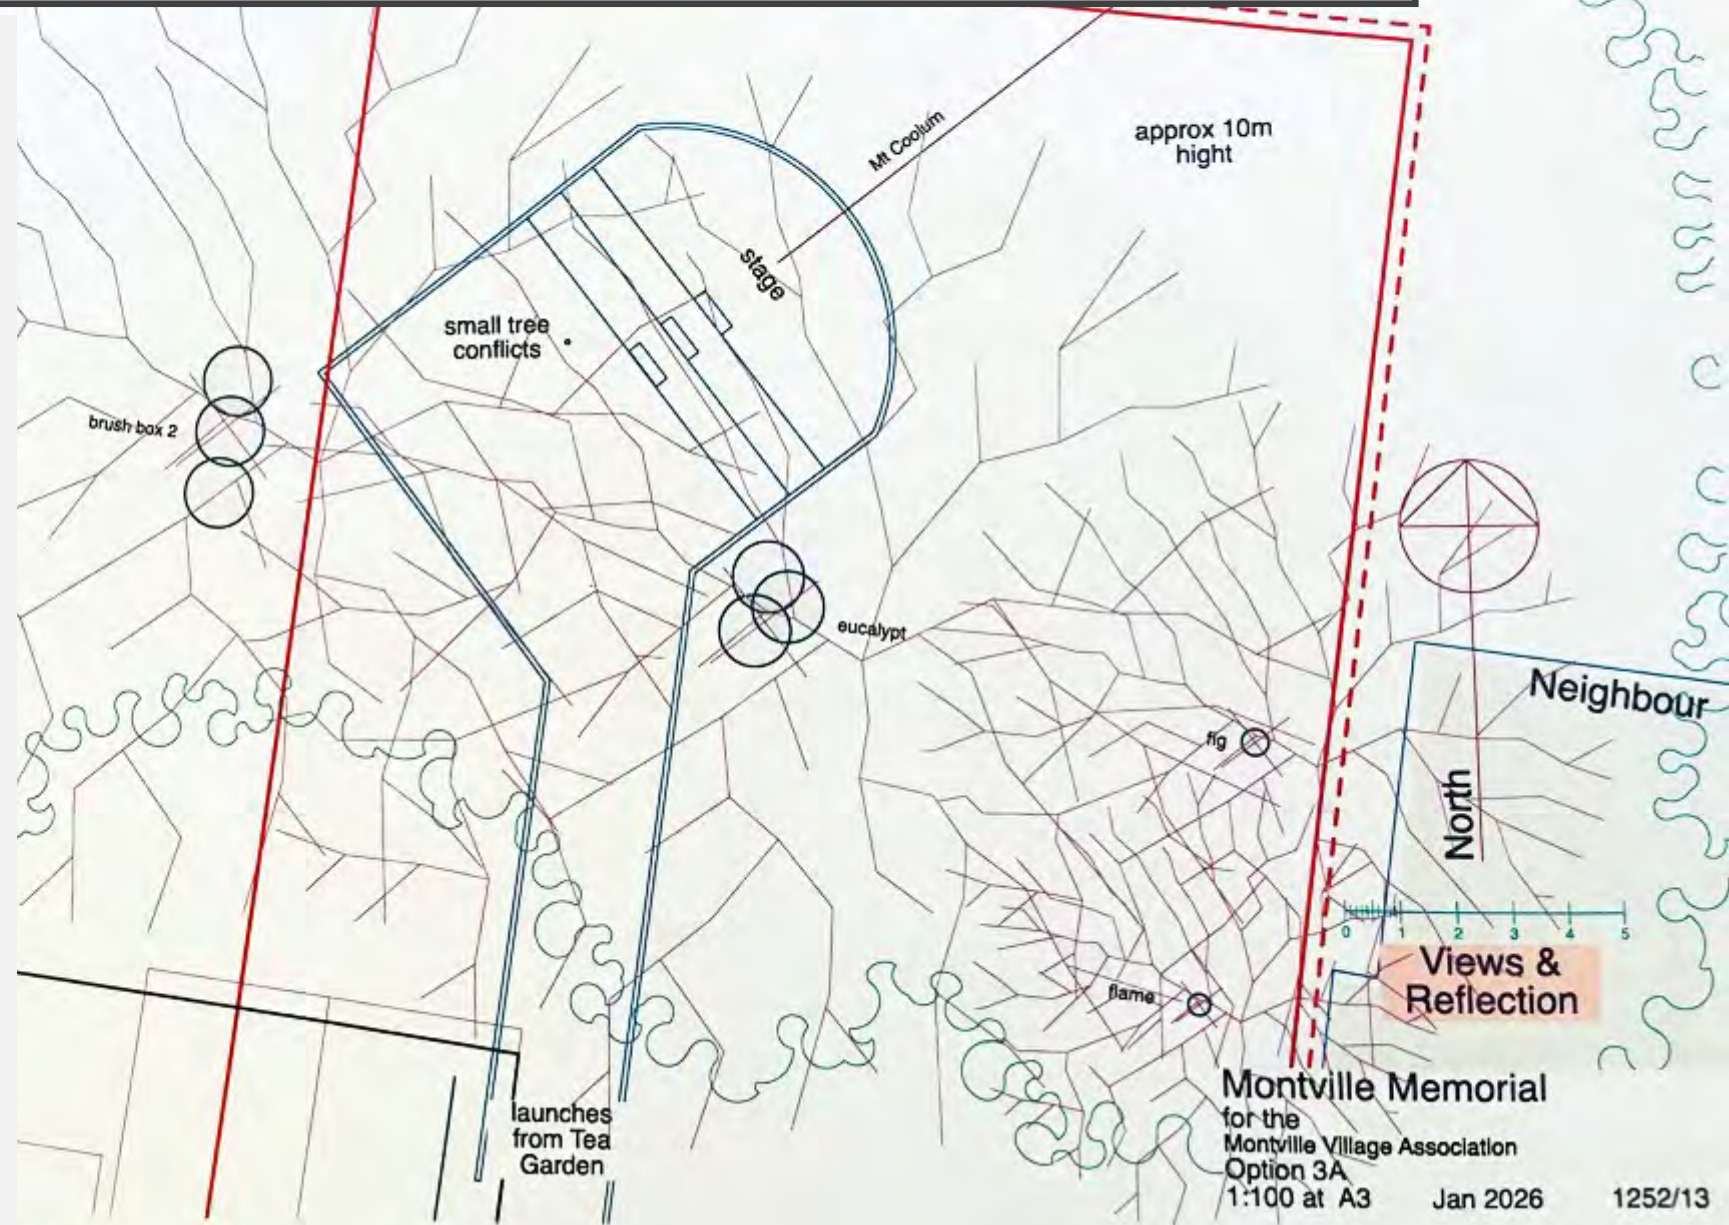 Mt Coolum
approx 10m
hight
stage
small tree
conflicts
brush box 2
eucalypt
Neighbour
fig
North
0 1 2 3 4 5
Views &
Reflection
flame
launches
from Tea
Garden
Montville Memorial
for the
Montville Village Association
Option 3A
1:100 at A3 Jan 2026 1252/13